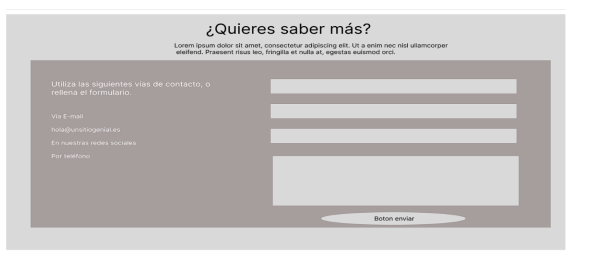 ¿Quieres saber más?
Lorem ipsum dolor sit amet, consectetur adipiscing elit. Ut a enim nec nisl ullamcorper
eleifend. Praesent risus leo, fringilla et nulla at, egestas euismod orci.
Utiliza las siguientes vías de contacto, o
rellena el formulario.
Vía E-mail
hola@unsitiogenial.es
En nuestras redes sociales
Por teléfono
Boton enviar